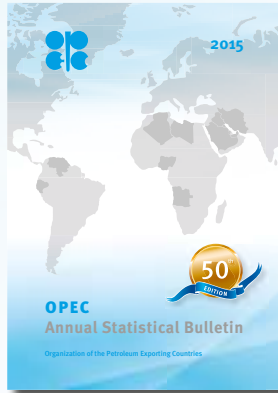 2015
50th
EDITION
OPEC
Annual Statistical Bulletin
Organization of the Petroleum Exporting Countries